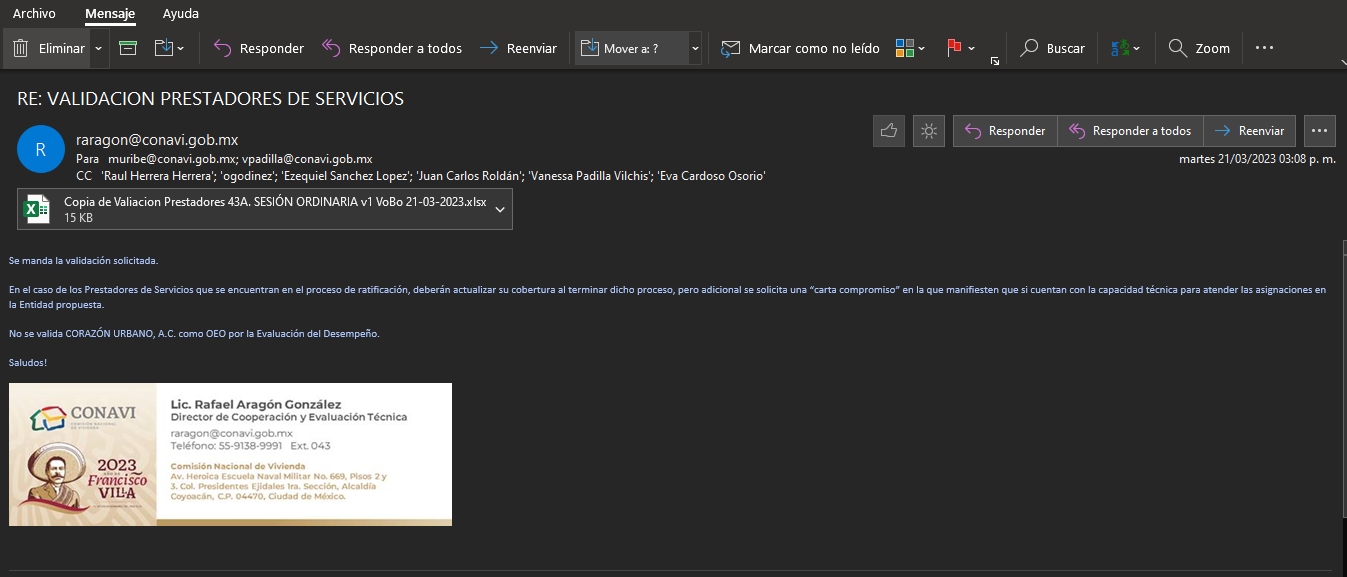 Archivo Mensaje Ayuda
Eliminar Responder Responder a todos Reenviar Mover a: ? Marcar como no leído Buscar Zoom
RE: VALIDACION PRESTADORES DE SERVICIOS
R
raragon@conavi.gob.mx
Para muribe@conavi.gob.mx; vpadilla@conavi.gob.mx
CC 'Raul Herrera Herrera'; 'ogodinez'; 'Ezequiel Sanchez Lopez'; 'Juan Carlos Roldán'; 'Vanessa Padilla Vilchis'; 'Eva Cardoso Osorio'
Responder Responder a todos Reenviar
martes 21/03/2023 03:08 p. m.
Copia de Valiacion Prestadores 43A. SESIÓN ORDINARIA v1 VoBo 21-03-2023.xlsx
15 KB
Se manda la validación solicitada.
En el caso de los Prestadores de Servicios que se encuentran en el proceso de ratificación, deberán actualizar su cobertura al terminar dicho proceso, pero adicional se solicita una “carta compromiso” en la que manifiesten que si cuentan con la capacidad técnica para atender las asignaciones en
la Entidad propuesta.
No se valida CORAZÓN URBANO, A.C. como OEO por la Evaluación del Desempeño.
Saludos!
CONAVI
COMISIÓN NACIONAL
DE VIVIENDA
2023
Francisco
VILLA
Lic. Rafael Aragón González
Director de Cooperación y Evaluación Técnica
raragon@conavi.gob.mx
Teléfono: 55-9138-9991 Ext. 043
Comisión Nacional de Vivienda
Av. Heroica Escuela Naval Militar No. 669, Pisos 2 y
3. Col. Presidentes Ejidales 1ra. Sección, Alcaldía
Coyoacán, C.P. 04470, Ciudad de México.